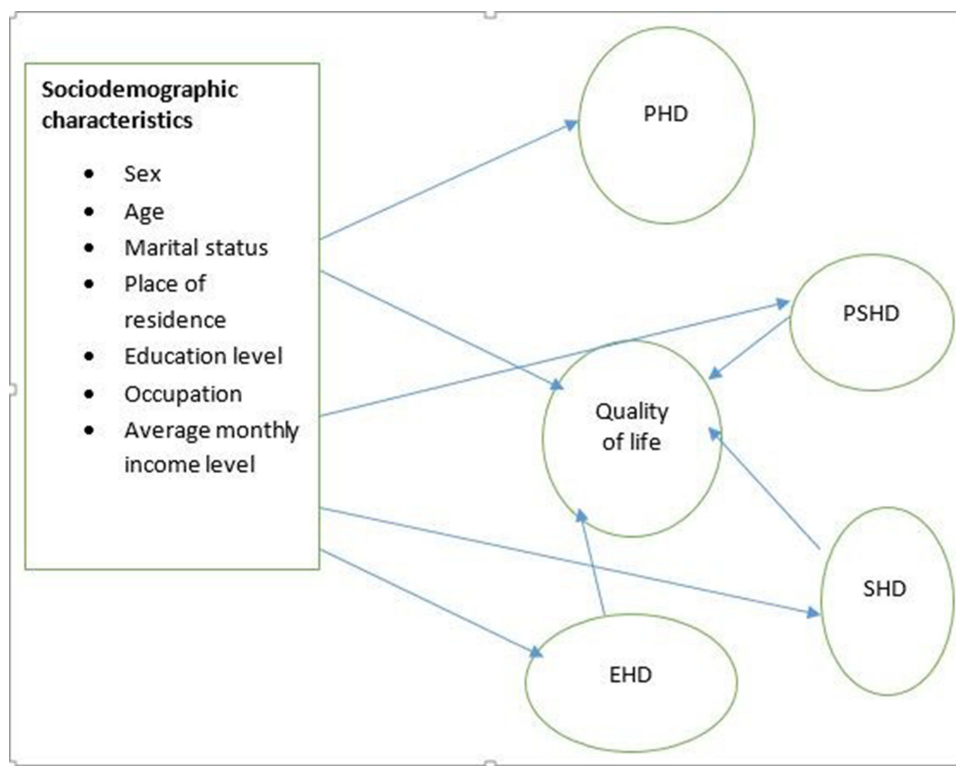 Sociodemographic
characteristics
• Sex
• Age
• Marital status
• Place of
residence
• Education level
• Occupation
• Average monthly
income level
PHD
PSHD
Quality
of life
SHD
EHD